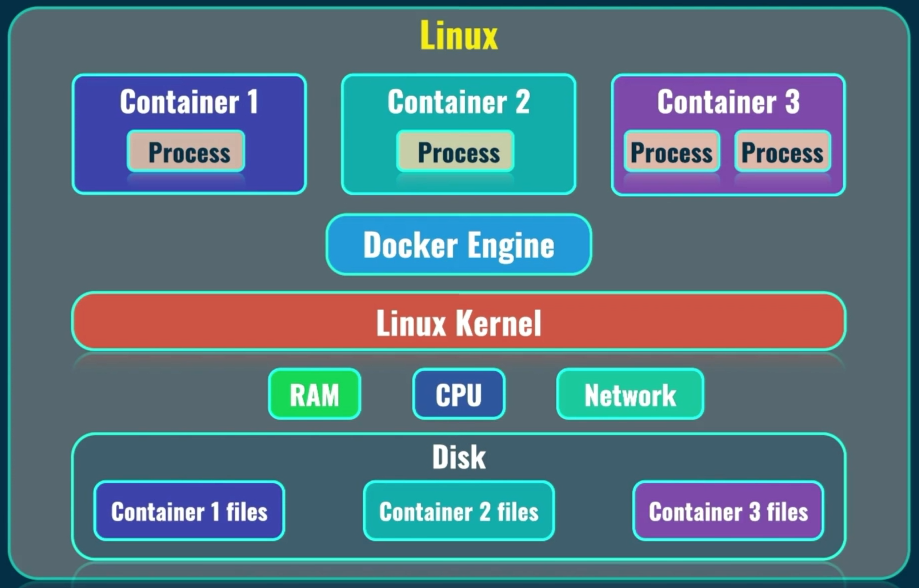 Linux
Container 1
Process
Container 2
Process
Container 3
Process Process
Docker Engine
Linux Kernel
RAM
CPU
Network
Disk
Container 1 files
Container 2 files
Container 3 files